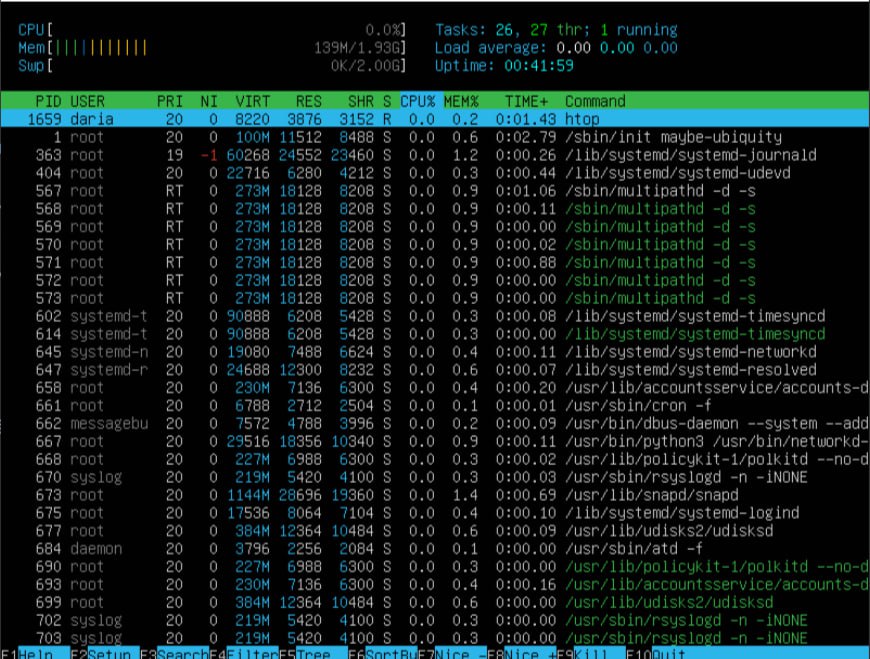 CPU[ 0.0%] Tasks: 26, 27 thr; 1 running
Mem[|||||||||||| 139M/1.93G] Load average: 0.00 0.00 0.00
Swp[ 0K/2.00G] Uptime: 00:41:59
PID USER PRI NI VIRT RES SHR S CPU% MEM% TIME+ Command
1659 daria 20 0 8220 3876 3152 R 0.0 0.2 0:01.43 htop
1 root 20 0 100M 11512 8488 S 0.0 0.6 0:02.79 /sbin/init maybe-ubiquity
363 root 19 -1 60268 24552 23460 S 0.0 1.2 0:00.26 /lib/systemd/systemd-journald
404 root 20 0 22716 6280 4212 S 0.0 0.3 0:00.44 /lib/systemd/systemd-udevd
567 root RT 0 273M 18128 8208 S 0.0 0.9 0:01.06 /sbin/multipathd -d -s
568 root RT 0 273M 18128 8208 S 0.0 0.9 0:00.11 /sbin/multipathd -d -s
569 root RT 0 273M 18128 8208 S 0.0 0.9 0:00.00 /sbin/multipathd -d -s
570 root RT 0 273M 18128 8208 S 0.0 0.9 0:00.02 /sbin/multipathd -d -s
571 root RT 0 273M 18128 8208 S 0.0 0.9 0:00.88 /sbin/multipathd -d -s
572 root RT 0 273M 18128 8208 S 0.0 0.9 0:00.00 /sbin/multipathd -d -s
573 root RT 0 273M 18128 8208 S 0.0 0.9 0:00.00 /sbin/multipathd -d -s
602 systemd-t 20 0 90888 6208 5428 S 0.0 0.3 0:00.08 /lib/systemd/systemd-timesyncd
614 systemd-t 20 0 90888 6208 5428 S 0.0 0.3 0:00.00 /lib/systemd/systemd-timesyncd
645 systemd-n 20 0 19080 7488 6624 S 0.0 0.4 0:00.11 /lib/systemd/systemd-networkd
647 systemd-r 20 0 24688 12300 8232 S 0.0 0.6 0:00.07 /lib/systemd/systemd-resolved
658 root 20 0 230M 7136 6300 S 0.0 0.4 0:00.20 /usr/lib/accountsservice/accounts-d
661 root 20 0 6788 2712 2504 S 0.0 0.1 0:00.01 /usr/sbin/cron -f
662 messagebu 20 0 7572 4788 3996 S 0.0 0.2 0:00.09 /usr/bin/dbus-daemon --system --add
667 root 20 0 29516 18356 10340 S 0.0 0.9 0:00.11 /usr/bin/python3 /usr/bin/networkd-
668 root 20 0 227M 6988 6300 S 0.0 0.3 0:00.02 /usr/lib/policykit-1/polkitd --no-d
670 syslog 20 0 219M 5420 4100 S 0.0 0.3 0:00.03 /usr/sbin/rsyslogd -n -iNONE
673 root 20 0 1144M 28696 19360 S 0.0 1.4 0:00.69 /usr/lib/snapd/snapd
675 root 20 0 17536 8064 7104 S 0.0 0.4 0:00.10 /lib/systemd/systemd-logind
677 root 20 0 384M 12364 10484 S 0.0 0.6 0:00.09 /usr/lib/udisks2/udisksd
684 daemon 20 0 3796 2256 2084 S 0.0 0.1 0:00.00 /usr/sbin/atd -f
690 root 20 0 227M 6988 6300 S 0.0 0.3 0:00.00 /usr/lib/policykit-1/polkitd --no-d
693 root 20 0 230M 7136 6300 S 0.0 0.4 0:00.16 /usr/lib/accountsservice/accounts-d
699 root 20 0 384M 12364 10484 S 0.0 0.6 0:00.00 /usr/lib/udisks2/udisksd
702 syslog 20 0 219M 5420 4100 S 0.0 0.3 0:00.00 /usr/sbin/rsyslogd -n -iNONE
703 syslog 20 0 219M 5420 4100 S 0.0 0.3 0:00.00 /usr/sbin/rsyslogd -n -iNONE
F1Help F2Setup F3SearchF4FilterF5Tree F6SortByF7Nice -F8Nice +F9Kill F10Quit